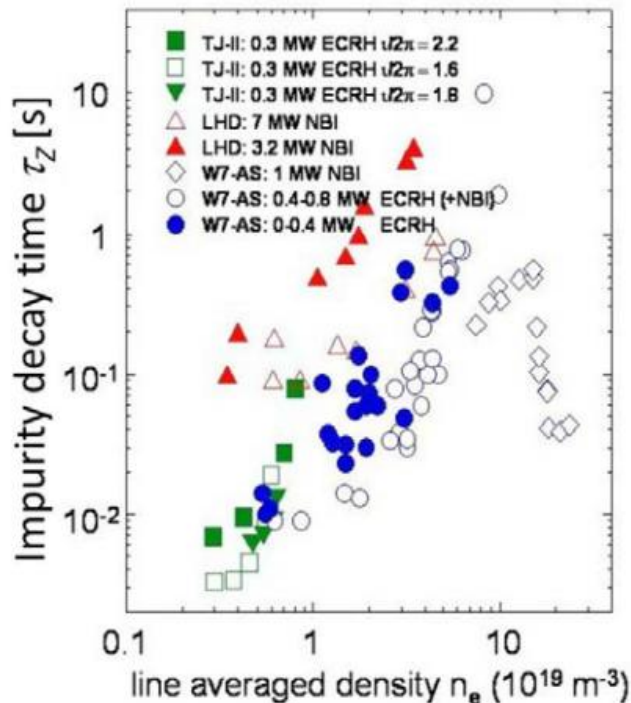 TJ-II: 0.3 MW ECRH ι/2π = 2.2
TJ-II: 0.3 MW ECRH ι/2π = 1.6
TJ-II: 0.3 MW ECRH ι/2π = 1.8
LHD: 7 MW NBI
LHD: 3.2 MW NBI
W7-AS: 1 MW NBI
W7-AS: 0.4-0.8 MW ECRH (+NBI)
W7-AS: 0-0.4 MW ECRH
Impurity decay time τ_Z [s]
10
1
10⁻¹
10⁻²
0.1
1
10
line averaged density nₑ (10¹⁹ m⁻³)